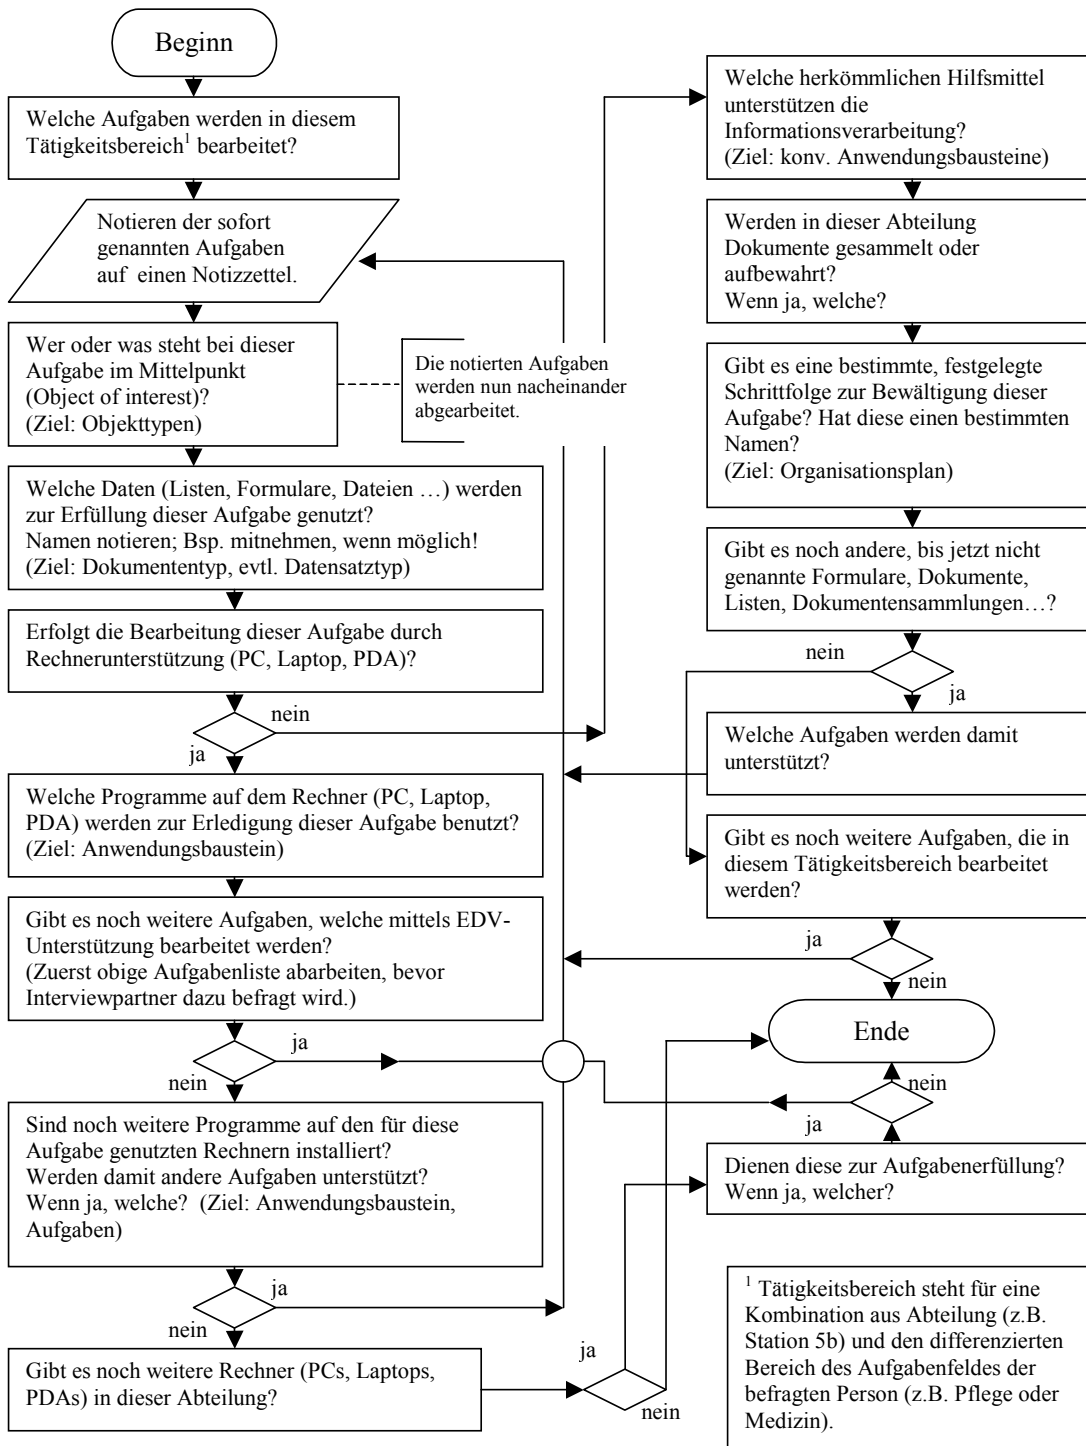 Beginn
Welche Aufgaben werden in diesem
Tätigkeitsbereich¹ bearbeitet?
Notieren der sofort
genannten Aufgaben
auf einen Notizzettel.
Wer oder was steht bei dieser
Aufgabe im Mittelpunkt
(Object of interest)?
(Ziel: Objekttypen)
Die notierten Aufgaben
werden nun nacheinander
abgearbeitet.
Welche Daten (Listen, Formulare, Dateien …) werden
zur Erfüllung dieser Aufgabe genutzt?
Namen notieren; Bsp. mitnehmen, wenn möglich!
(Ziel: Dokumententyp, evtl. Datensatztyp)
Erfolgt die Bearbeitung dieser Aufgabe durch
Rechnerunterstützung (PC, Laptop, PDA)?
nein
ja
Welche Programme auf dem Rechner (PC, Laptop,
PDA) werden zur Erledigung dieser Aufgabe benutzt?
(Ziel: Anwendungsbaustein)
Gibt es noch weitere Aufgaben, welche mittels EDV-
Unterstützung bearbeitet werden?
(Zuerst obige Aufgabenliste abarbeiten, bevor
Interviewpartner dazu befragt wird.)
ja
nein
Sind noch weitere Programme auf den für diese
Aufgabe genutzten Rechnern installiert?
Werden damit andere Aufgaben unterstützt?
Wenn ja, welche? (Ziel: Anwendungsbaustein,
Aufgaben)
ja
nein
Gibt es noch weitere Rechner (PCs, Laptops,
PDAs) in dieser Abteilung?
ja
nein
Welche herkömmlichen Hilfsmittel
unterstützen die
Informationsverarbeitung?
(Ziel: konv. Anwendungsbausteine)
Werden in dieser Abteilung
Dokumente gesammelt oder
aufbewahrt?
Wenn ja, welche?
Gibt es eine bestimmte, festgelegte
Schrittfolge zur Bewältigung dieser
Aufgabe? Hat diese einen bestimmten
Namen?
(Ziel: Organisationsplan)
Gibt es noch andere, bis jetzt nicht
genannte Formulare, Dokumente,
Listen, Dokumentensammlungen…?
nein
ja
Welche Aufgaben werden damit
unterstützt?
Gibt es noch weitere Aufgaben, die in
diesem Tätigkeitsbereich bearbeitet
werden?
ja
nein
Ende
nein
ja
Dienen diese zur Aufgabenerfüllung?
Wenn ja, welcher?
¹ Tätigkeitsbereich steht für eine
Kombination aus Abteilung (z.B.
Station 5b) und den differenzierten
Bereich des Aufgabenfeldes der
befragten Person (z.B. Pflege oder
Medizin).